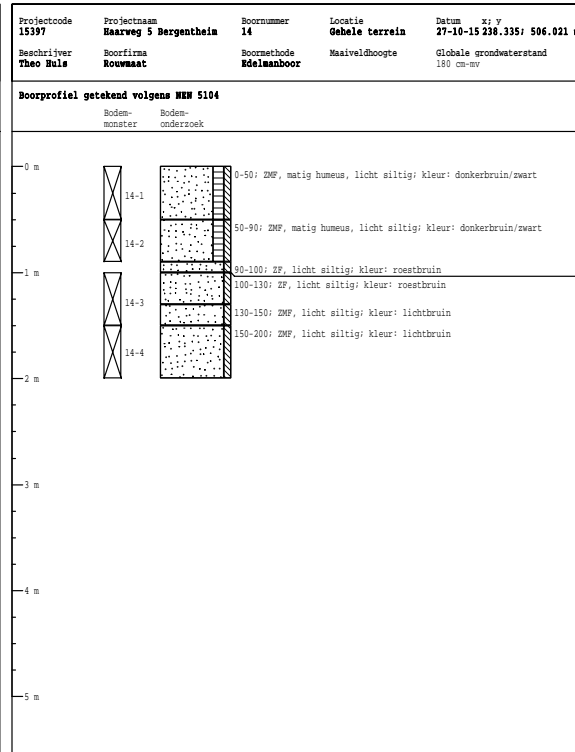 Projectcode Projectnaam Boornummer Locatie Datum x; y
15397 Haarweg 5 Bergentheim 14 Gehele terrein 27-10-15 238.335; 506.021
Beschrijver Boorfirma Boormethode Maaiveldhoogte Globale grondwaterstand
Theo Huls Rouwmaat Edelmanboor 180 cm-mv
Boorprofiel getekend volgens NEN 5104
Bodem- Bodem-
monster onderzoek
0 m
0-50; ZMF, matig humeus, licht siltig; kleur: donkerbruin/zwart
14-1
50-90; ZMF, matig humeus, licht siltig; kleur: donkerbruin/zwart
14-2
90-100; ZF, licht siltig; kleur: roestbruin
1 m
100-130; ZF, licht siltig; kleur: roestbruin
14-3
130-150; ZMF, licht siltig; kleur: lichtbruin
150-200; ZMF, licht siltig; kleur: lichtbruin
14-4
2 m
3 m
4 m
5 m